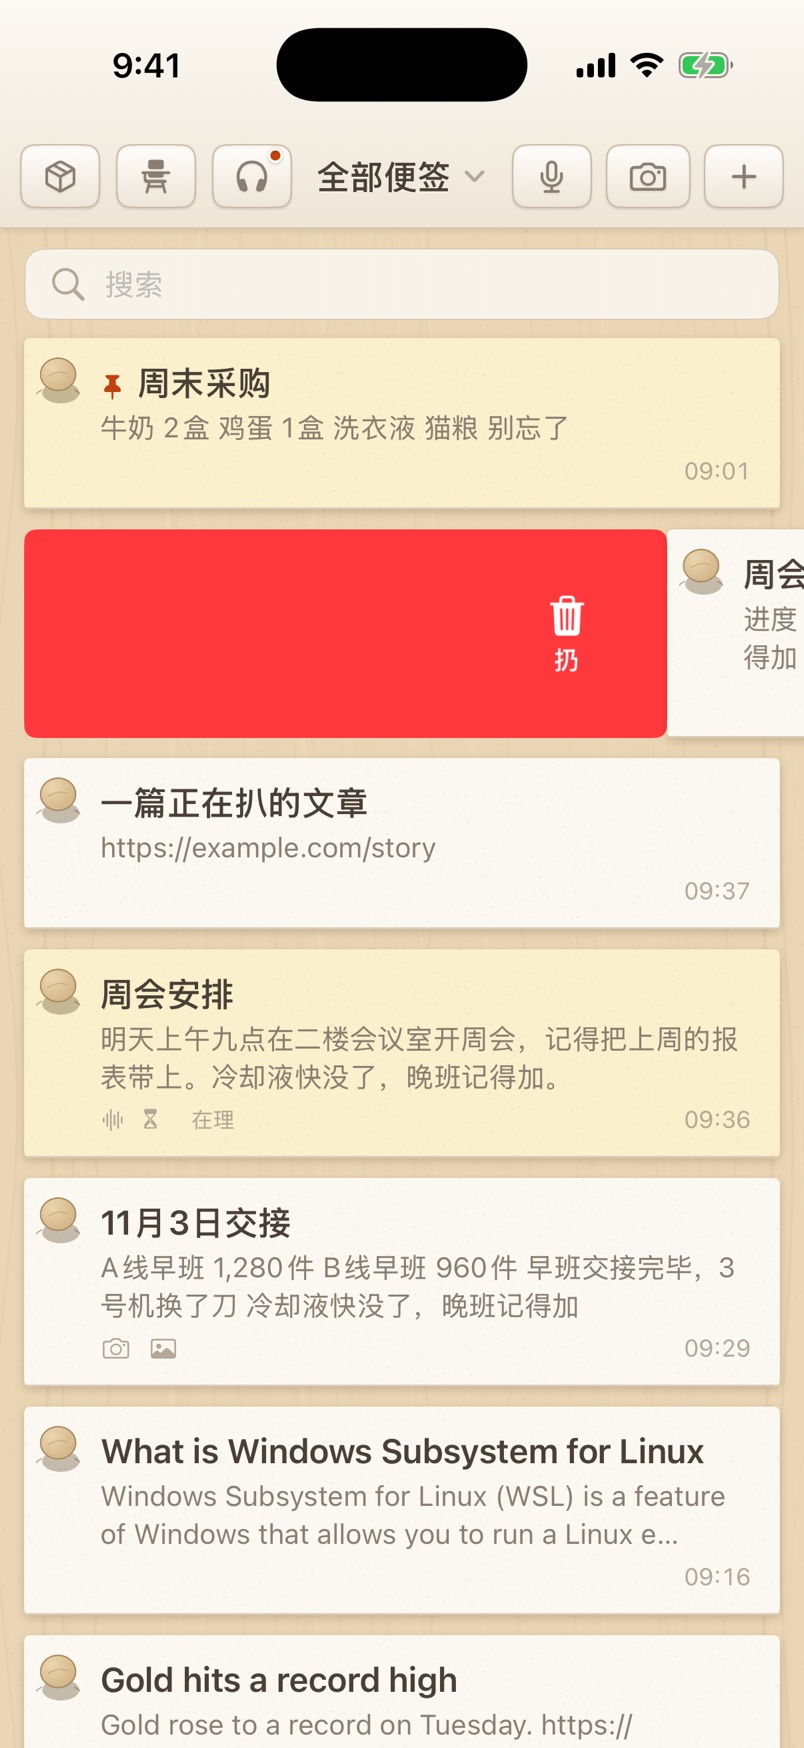 9:41
全部便签
搜索
周末采购
牛奶 2盒 鸡蛋 1盒 洗衣液 猫粮 别忘了
09:01
扔
周会
进度
得加
一篇正在扒的文章
https://example.com/story
09:37
周会安排
明天上午九点在二楼会议室开周会，记得把上周的报
表带上。冷却液快没了，晚班记得加。
在理
09:36
11月3日交接
A线早班 1,280件 B线早班 960件 早班交接完毕，3
号机换了刀 冷却液快没了，晚班记得加
09:29
What is Windows Subsystem for Linux
Windows Subsystem for Linux (WSL) is a feature
of Windows that allows you to run a Linux e...
09:16
Gold hits a record high
Gold rose to a record on Tuesday. https://